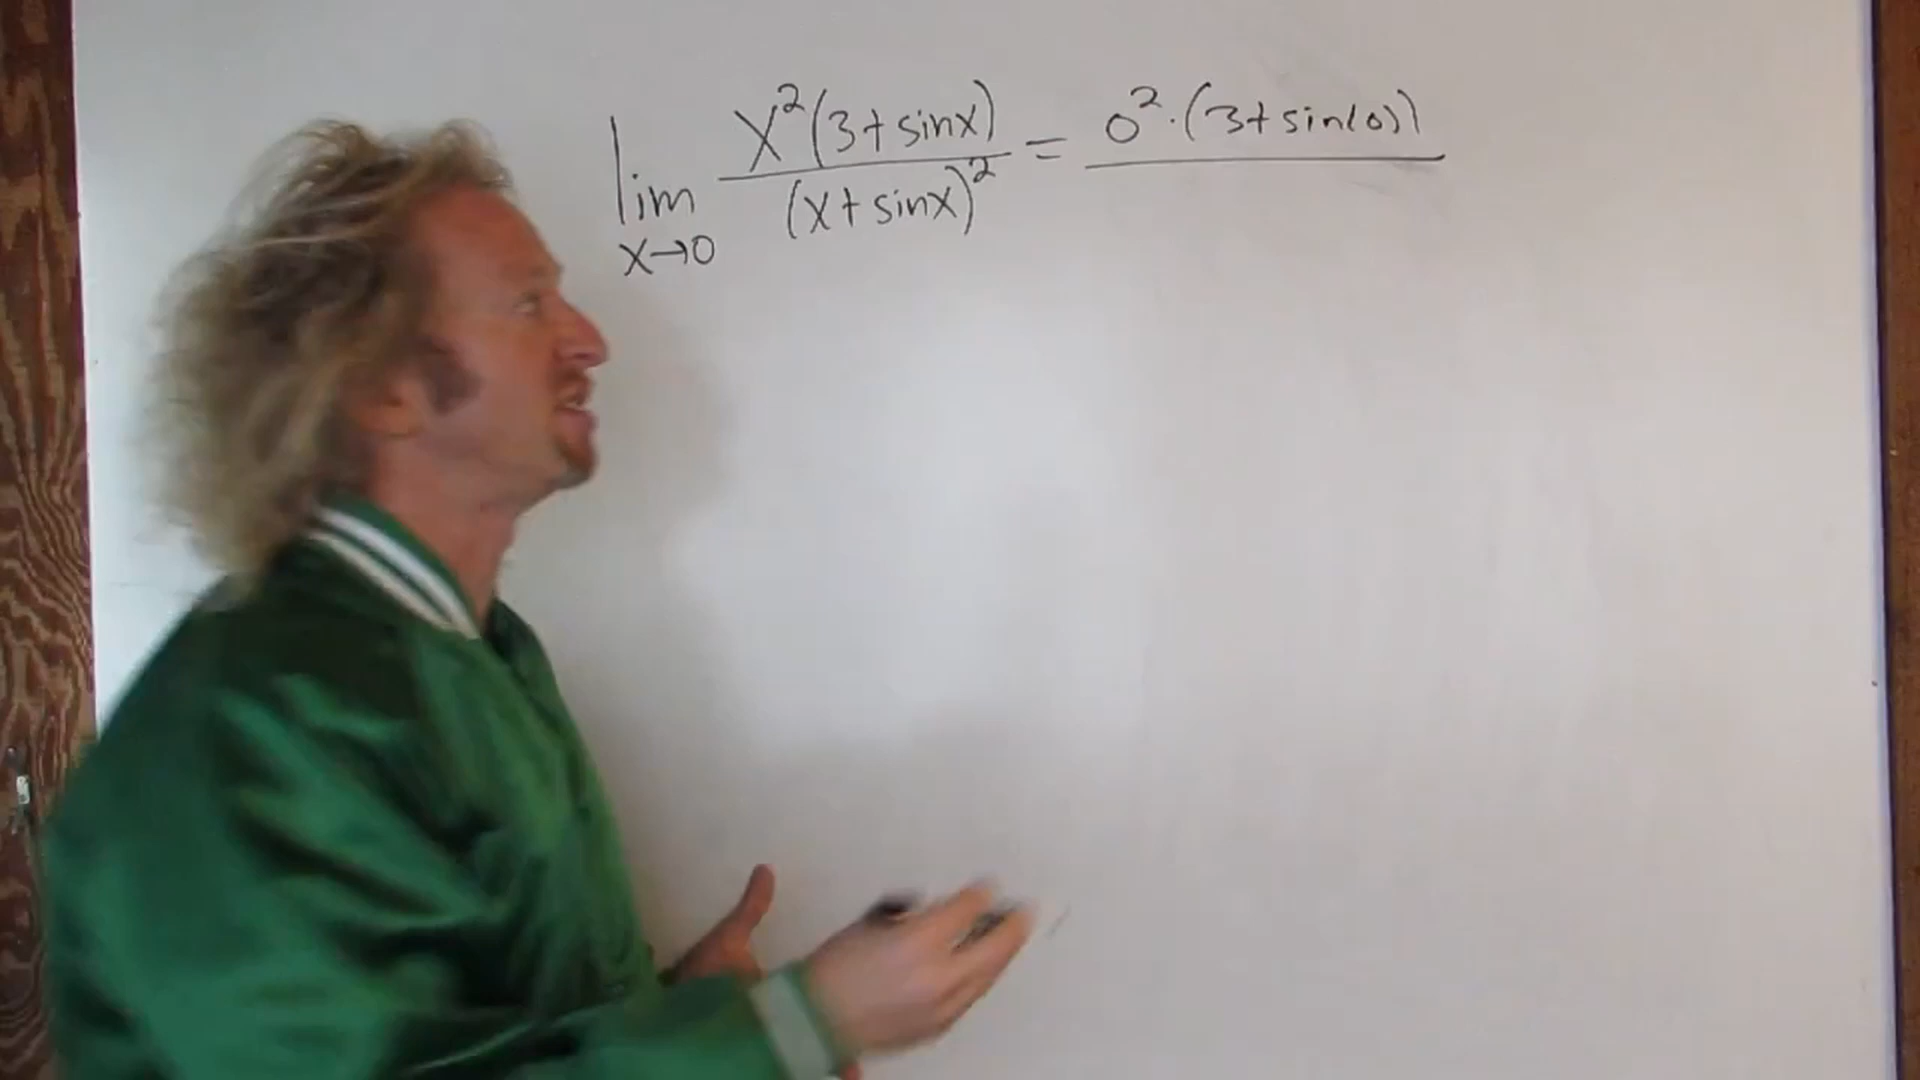 lim x→0 x²(3+sinx)/(x+sinx)² = 0²·(3+sin(0))